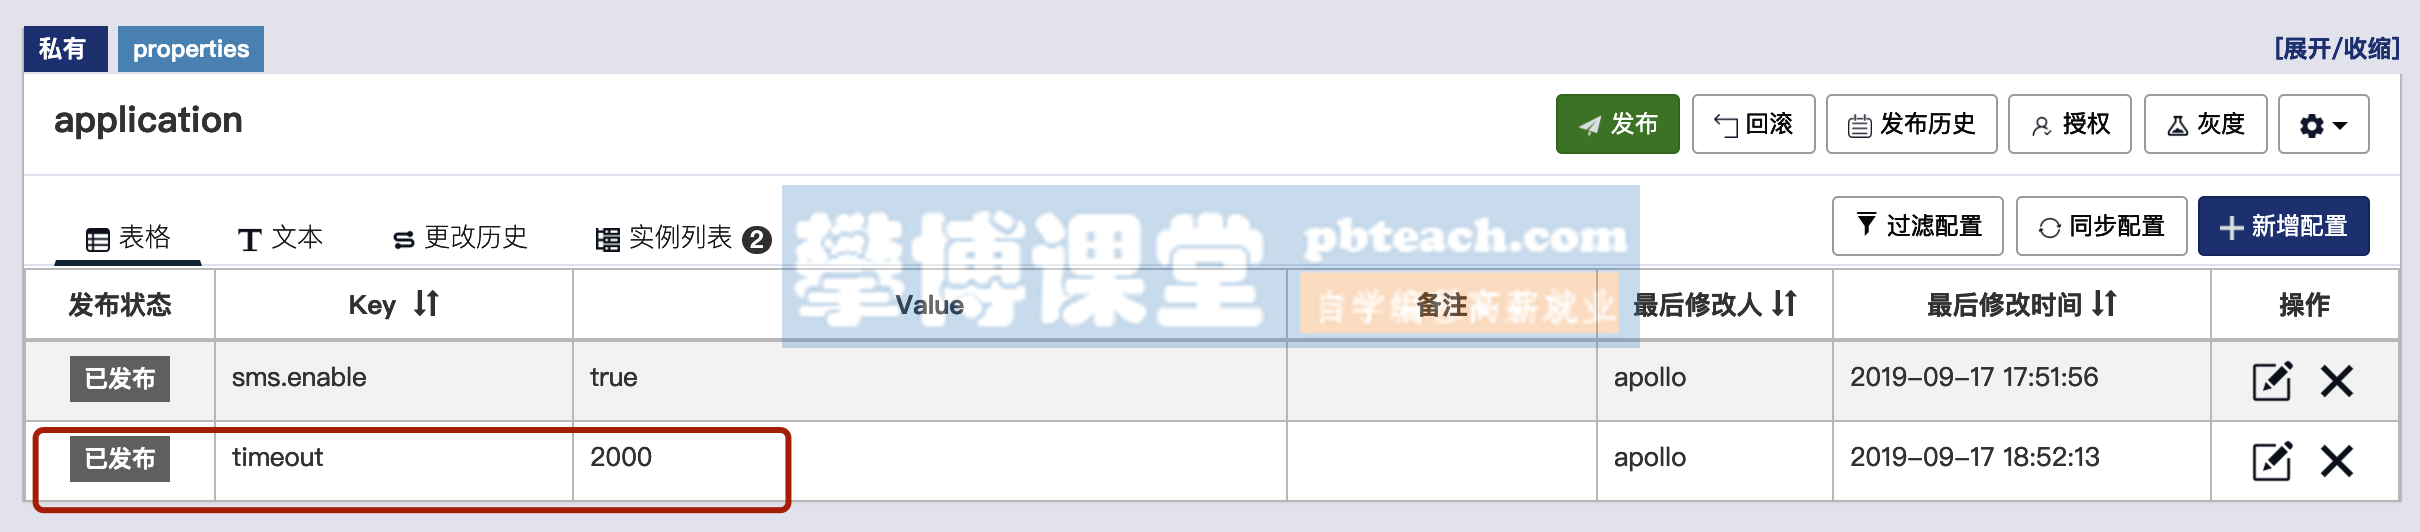 私有 properties [展开/收缩]
application 发布 回滚 发布历史 授权 灰度
表格 文本 更改历史 实例列表 2 过滤配置 同步配置 新增配置
攀博课堂 pbteach.com
自学编程高薪就业
发布状态 Key Value 备注 最后修改人 最后修改时间 操作
已发布 sms.enable true apollo 2019-09-17 17:51:56
已发布 timeout 2000 apollo 2019-09-17 18:52:13